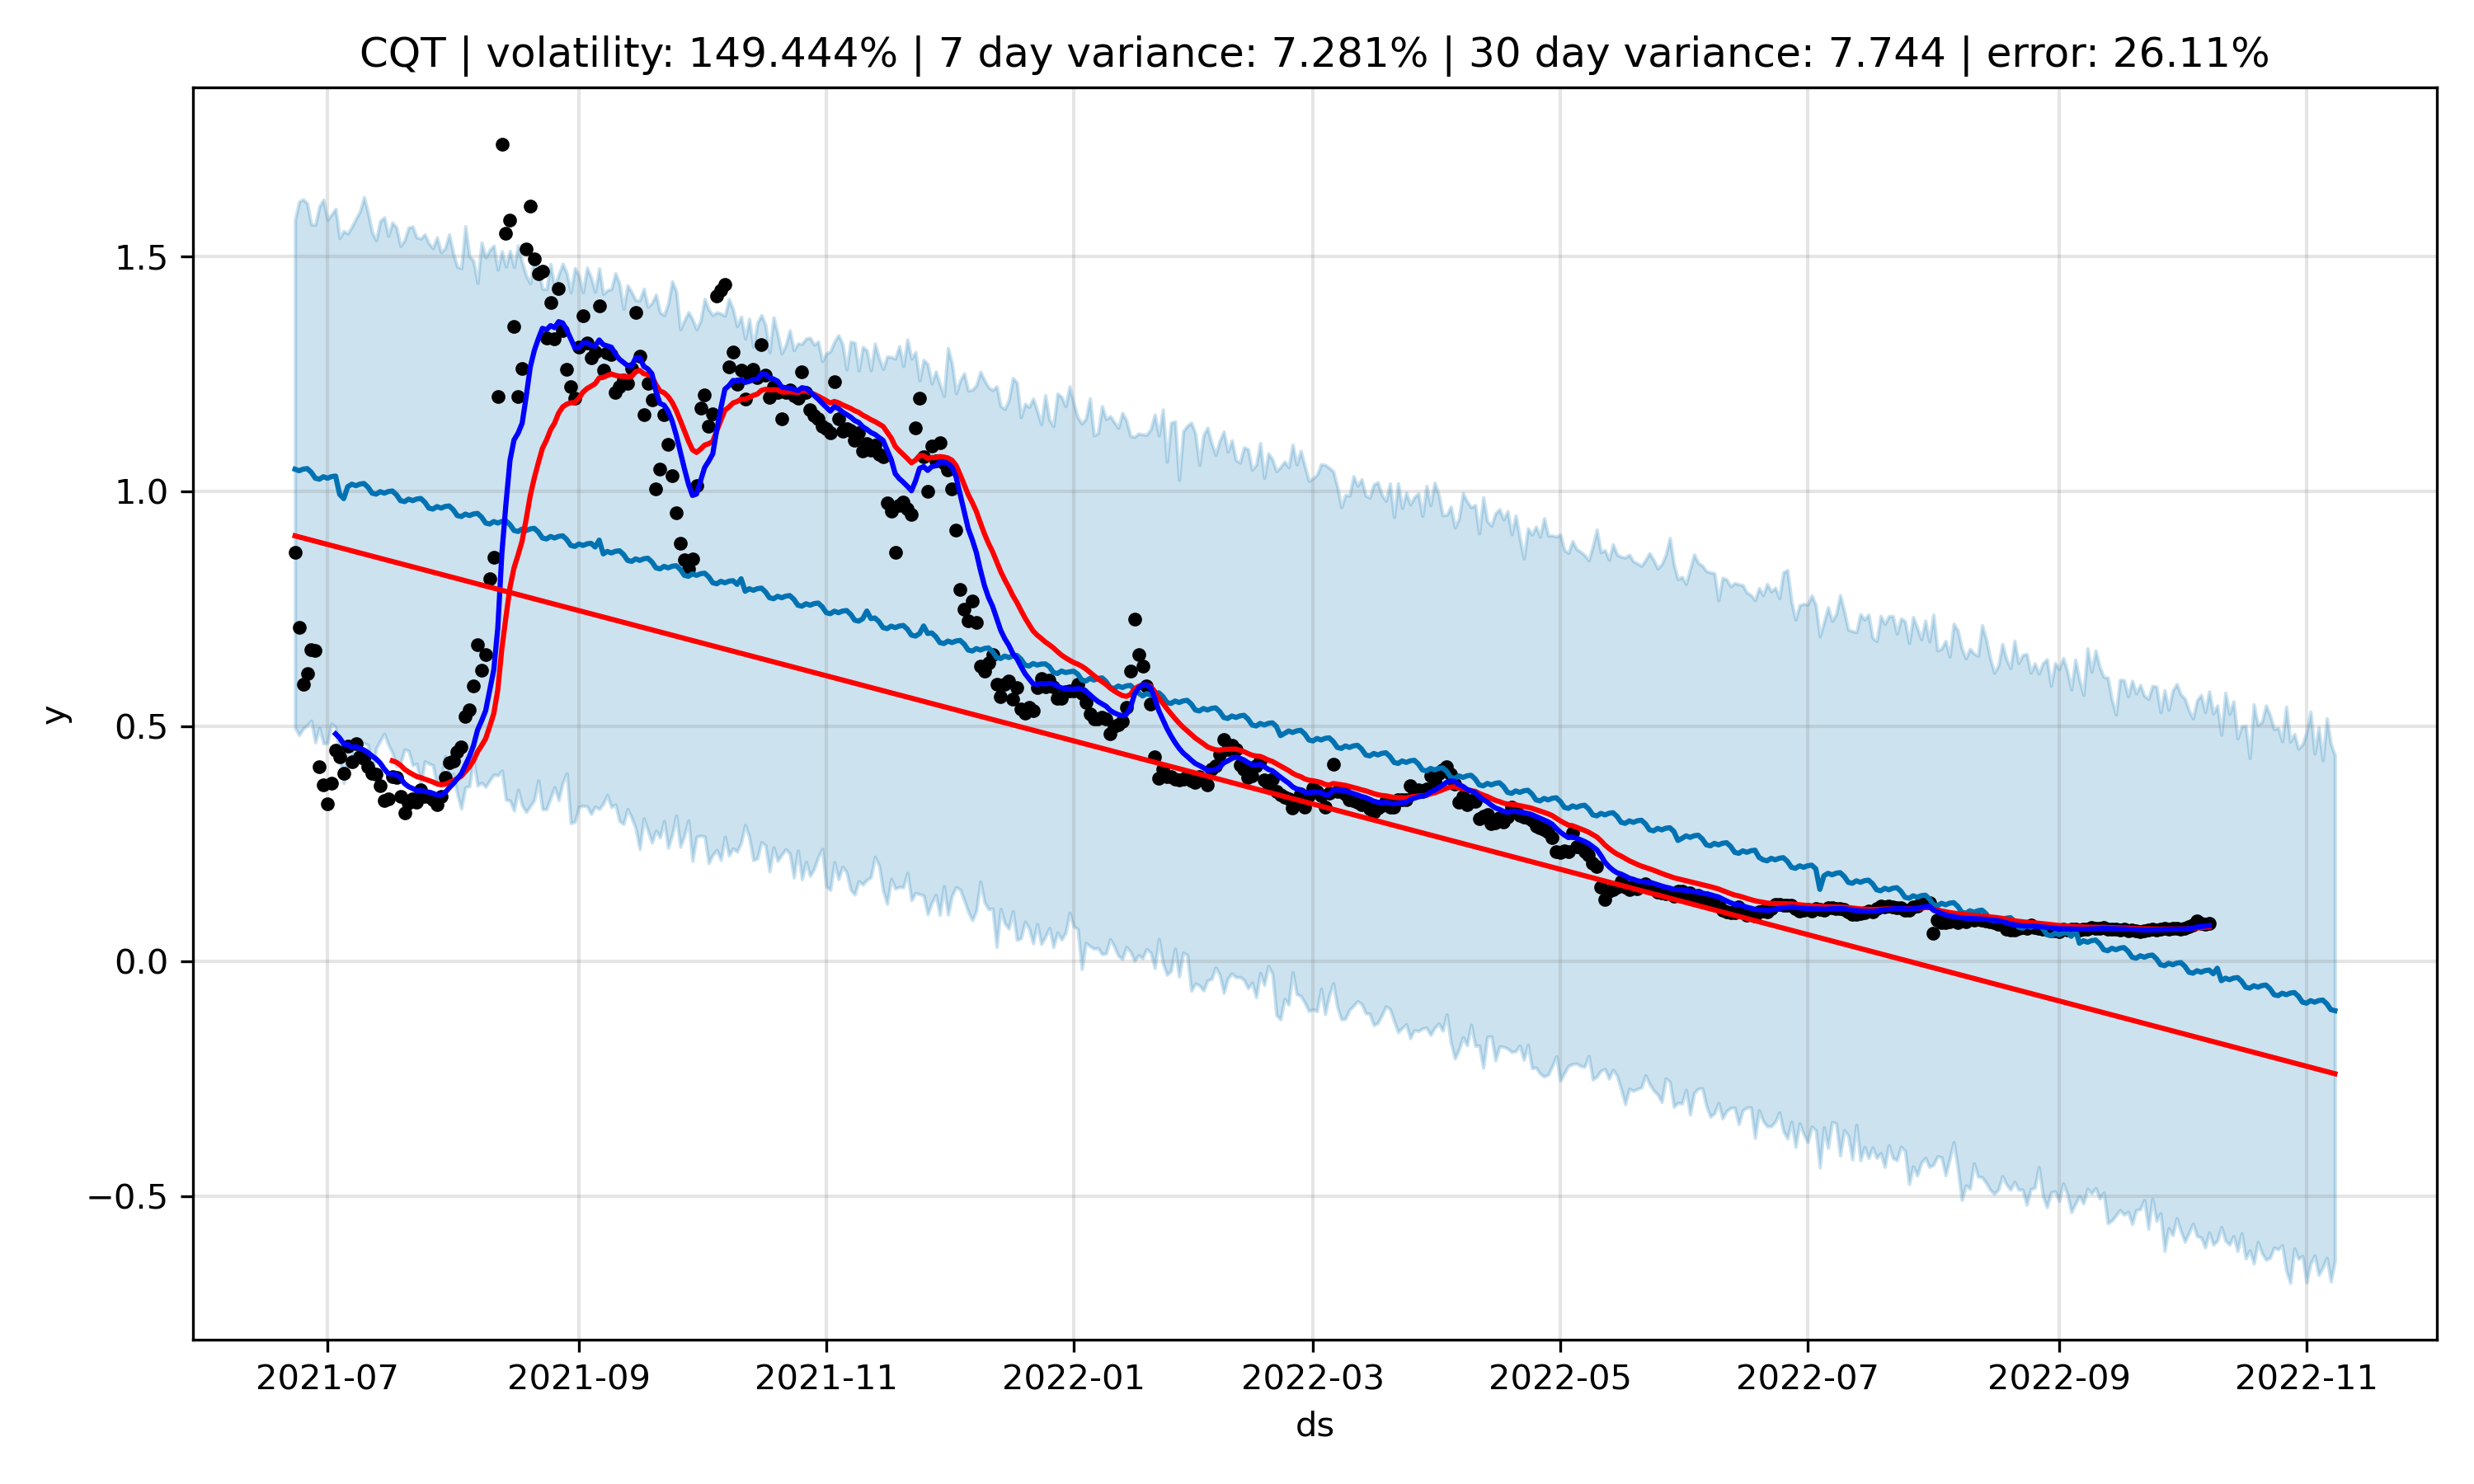 CQT | volatility: 149.444% | 7 day variance: 7.281% | 30 day variance: 7.744 | error: 26.11%
y
1.5
1.0
0.5
0.0
−0.5
2021-07 2021-09 2021-11 2022-01 2022-03 2022-05 2022-07 2022-09 2022-11
ds